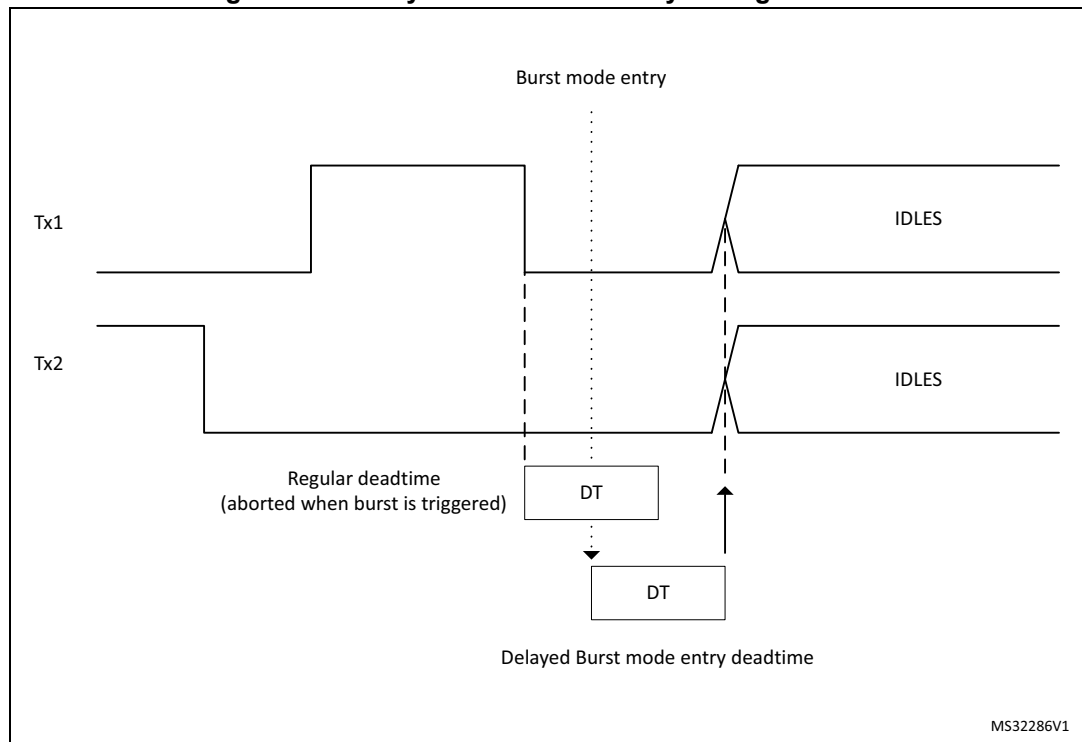 Burst mode entry
Tx1
IDLES
Tx2
IDLES
Regular deadtime
(aborted when burst is triggered)
DT
DT
Delayed Burst mode entry deadtime
MS32286V1